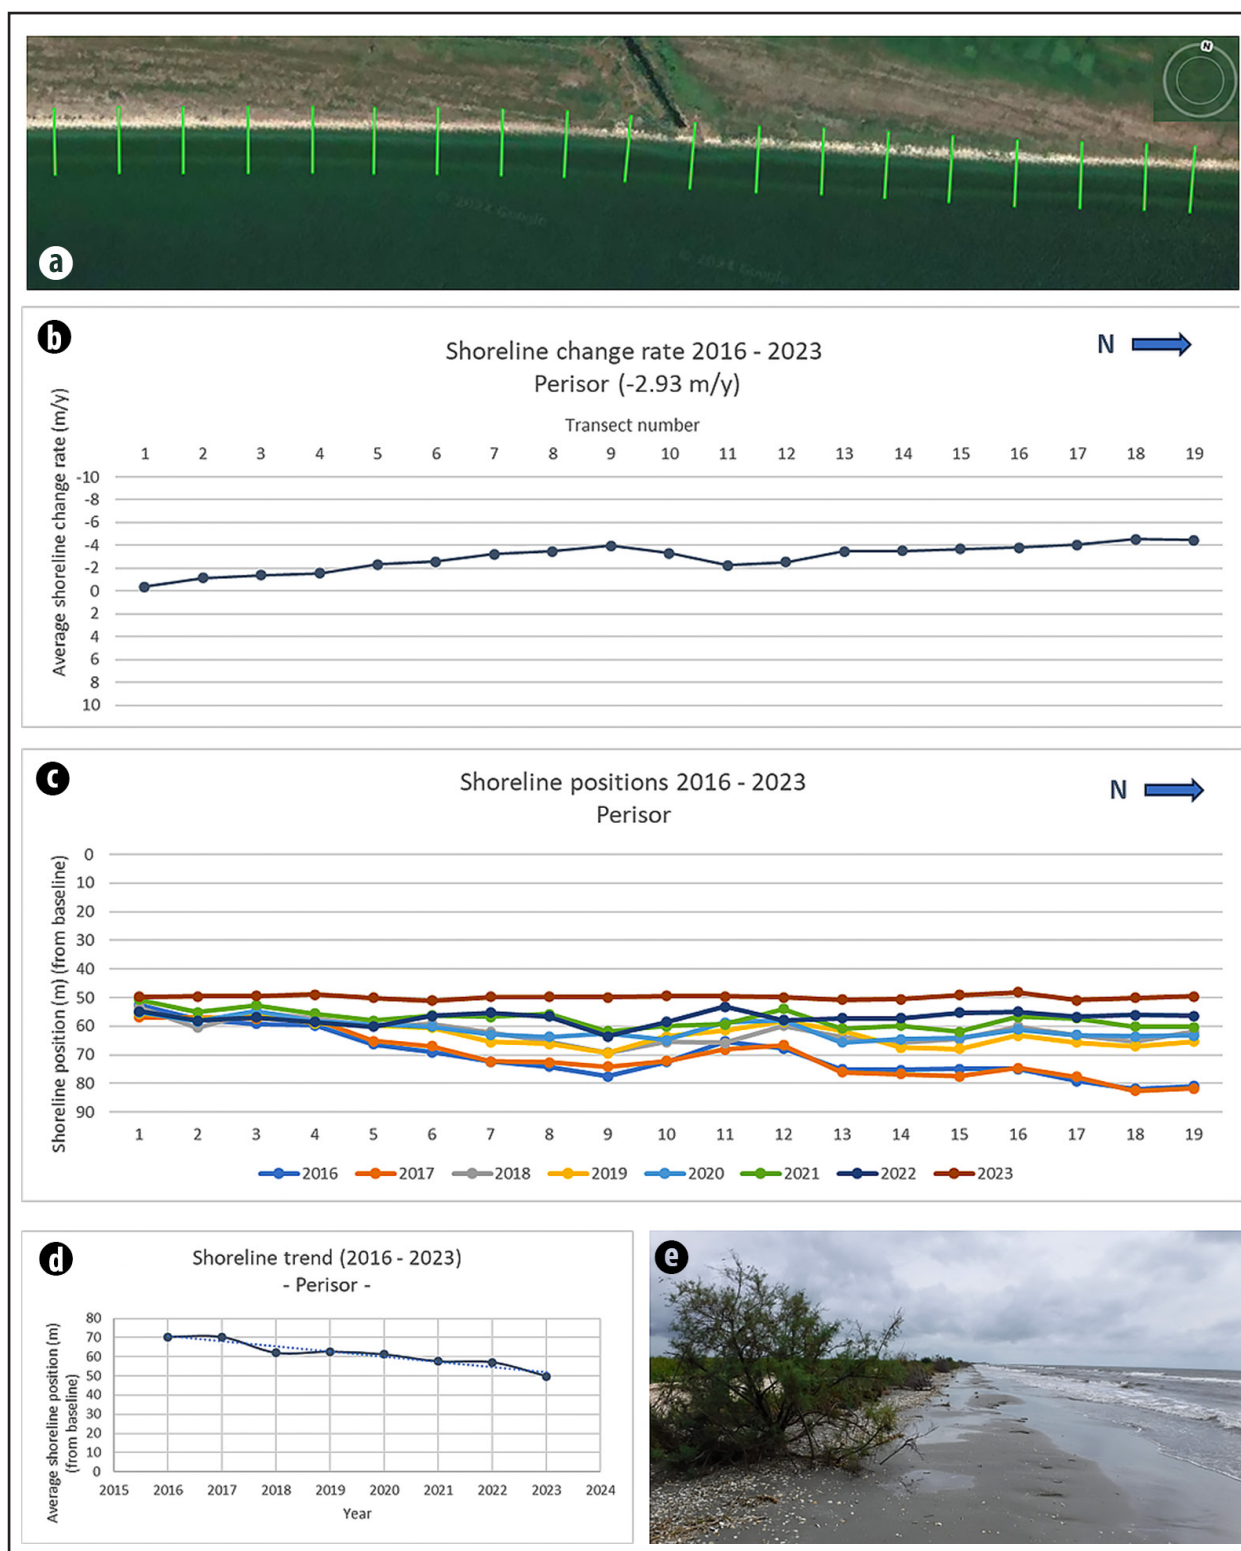 N
2024 Google
© 2024 Google
a
b
Shoreline change rate 2016 - 2023
Perisor (-2.93 m/y)
N
Transect number
1 2 3 4 5 6 7 8 9 10 11 12 13 14 15 16 17 18 19
Average shoreline change rate (m/y)
-10
-8
-6
-4
-2
0
2
4
6
8
10
c
Shoreline positions 2016 - 2023
Perisor
N
Shoreline position (m) (from baseline)
0
10
20
30
40
50
60
70
80
90
1 2 3 4 5 6 7 8 9 10 11 12 13 14 15 16 17 18 19
2016 2017 2018 2019 2020 2021 2022 2023
d
Shoreline trend (2016 - 2023)
- Perisor -
Average shoreline position (m)
(from baseline)
80
70
60
50
40
30
20
10
0
2015 2016 2017 2018 2019 2020 2021 2022 2023 2024
Year
e